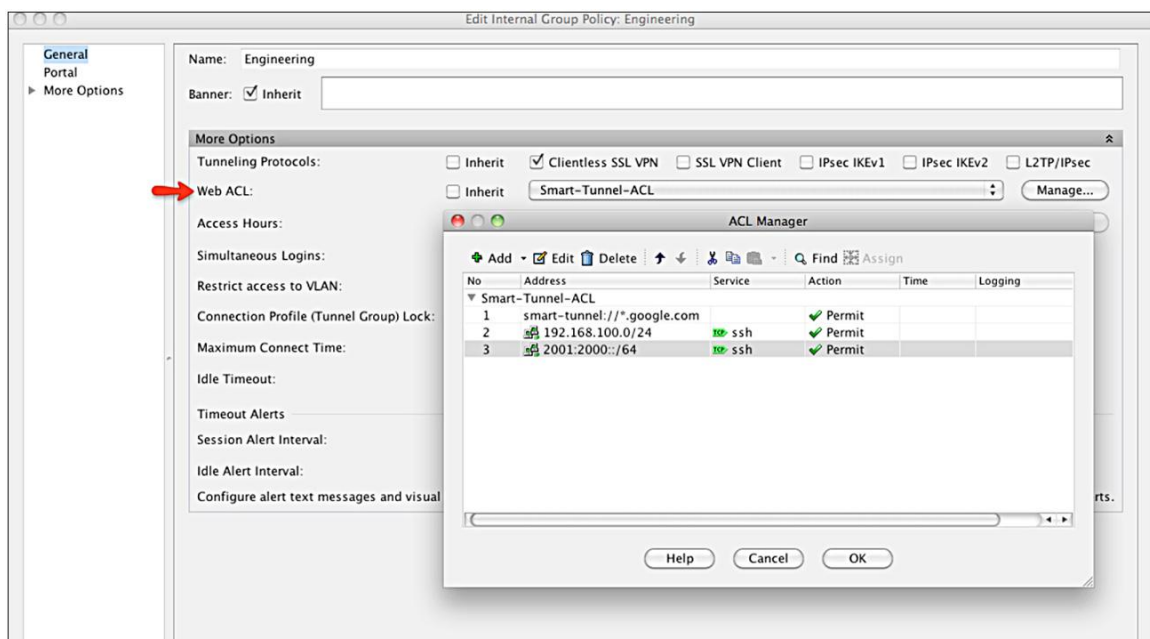 Edit Internal Group Policy: Engineering
General
Portal
More Options
Name: Engineering
Banner: Inherit
More Options
Tunneling Protocols: Inherit Clientless SSL VPN SSL VPN Client IPsec IKEv1 IPsec IKEv2 L2TP/IPsec
Web ACL: Inherit Smart-Tunnel-ACL Manage...
Access Hours:
Simultaneous Logins:
Restrict access to VLAN:
Connection Profile (Tunnel Group) Lock:
Maximum Connect Time:
Idle Timeout:
Timeout Alerts
Session Alert Interval:
Idle Alert Interval:
Configure alert text messages and visual rts.
ACL Manager
Add Edit Delete Find Assign
No Address Service Action Time Logging
Smart-Tunnel-ACL
1 smart-tunnel://*.google.com Permit
2 192.168.100.0/24 TCP ssh Permit
3 2001:2000::/64 TCP ssh Permit
Help Cancel OK